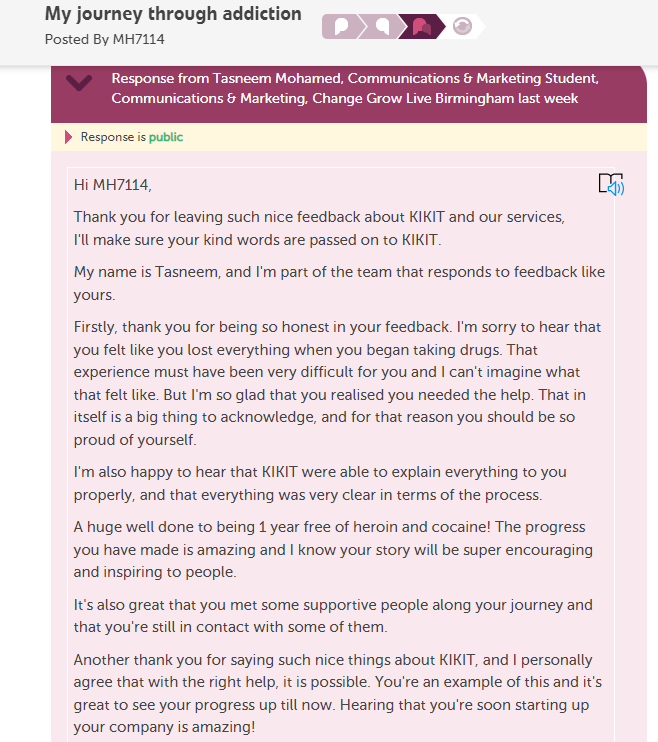 My journey through addiction
Posted By MH7114
Response from Tasneem Mohamed, Communications & Marketing Student,
Communications & Marketing, Change Grow Live Birmingham last week
Response is public
Hi MH7114,
Thank you for leaving such nice feedback about KIKIT and our services,
I'll make sure your kind words are passed on to KIKIT.
My name is Tasneem, and I'm part of the team that responds to feedback like
yours.
Firstly, thank you for being so honest in your feedback. I'm sorry to hear that
you felt like you lost everything when you began taking drugs. That
experience must have been very difficult for you and I can't imagine what
that felt like. But I'm so glad that you realised you needed the help. That in
itself is a big thing to acknowledge, and for that reason you should be so
proud of yourself.
I'm also happy to hear that KIKIT were able to explain everything to you
properly, and that everything was very clear in terms of the process.
A huge well done to being 1 year free of heroin and cocaine! The progress
you have made is amazing and I know your story will be super encouraging
and inspiring to people.
It's also great that you met some supportive people along your journey and
that you're still in contact with some of them.
Another thank you for saying such nice things about KIKIT, and I personally
agree that with the right help, it is possible. You're an example of this and it's
great to see your progress up till now. Hearing that you're soon starting up
your company is amazing!